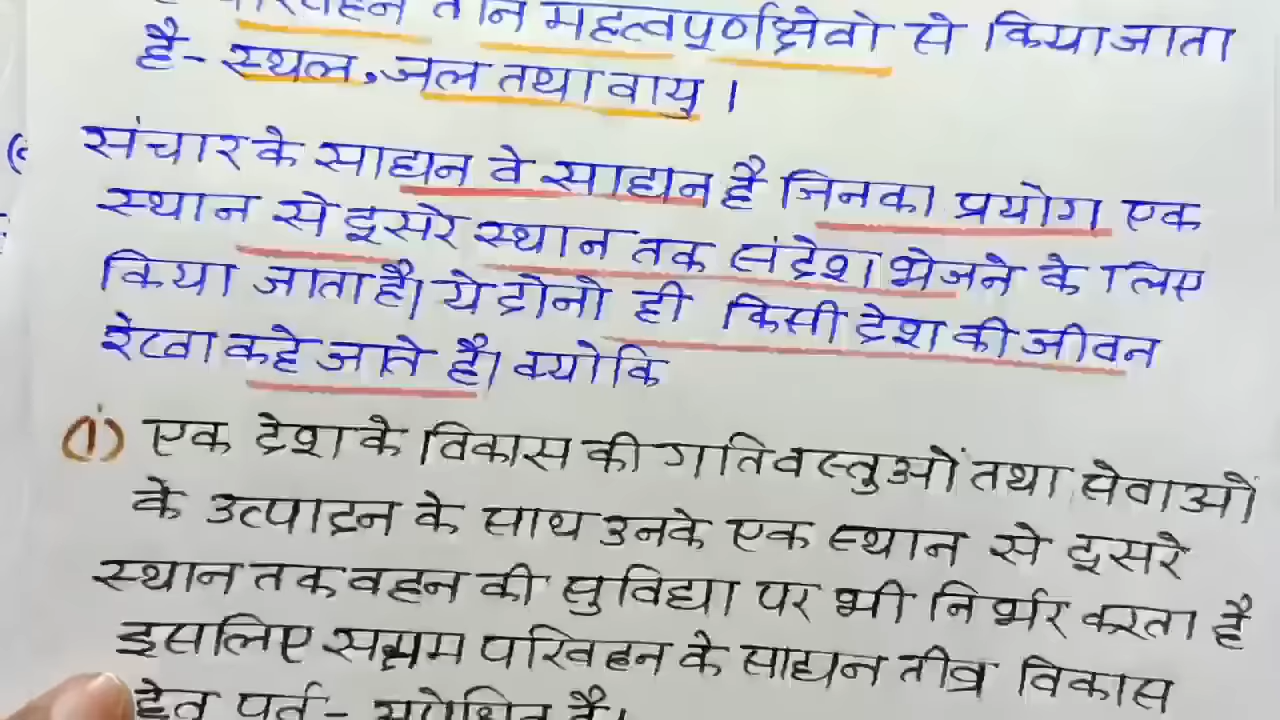 परिवहन तीन महत्वपूर्ण क्षेत्रो से किया जाता
है- स्थल, जल तथा वायु।
संचार के साधन वे साधन है जिनका प्रयोग एक
स्थान से दूसरे स्थान तक संदेश भेजने के लिए
किया जाता है। ये दोनो ही किसी देश की जीवन
रेखा कहे जाते है। क्योकि
(i) एक देश के विकास की गति वस्तुओं तथा सेवाओं
के उत्पादन के साथ उनके एक स्थान से दूसरे
स्थान तक वहन की सुविधा पर भी निर्भर करता है
इसलिए सक्षम परिवहन के साधन तीव्र विकास
हेतु पूर्व- अपेक्षित है।